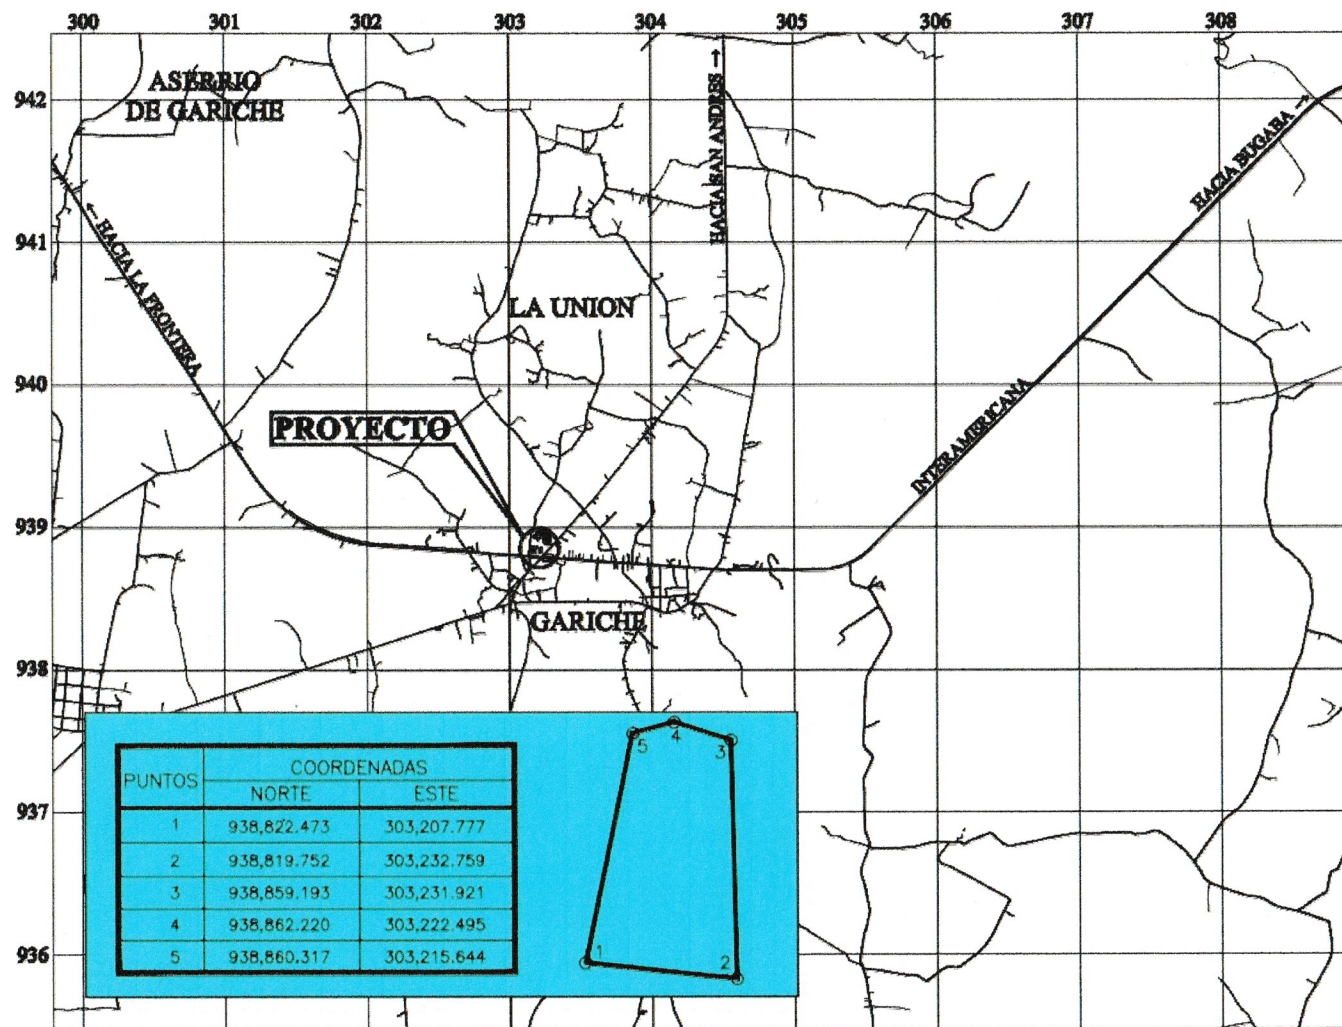 300 301 302 303 304 305 306 307 308
942
941
940
939
938
937
936
ASERRIO
DE GARICHE
← HACIA LA FRONTERA
HACIA SAN ANDRES →
HACIA BUGABA →
LA UNION
INTERAMERICANA
PROYECTO
GARICHE
PUNTOS COORDENADAS
NORTE ESTE
1 938,822.473 303,207.777
2 938,819.752 303,232.759
3 938,859.193 303,231.921
4 938,862.220 303,222.495
5 938,860.317 303,215.644
5 4 3
1 2